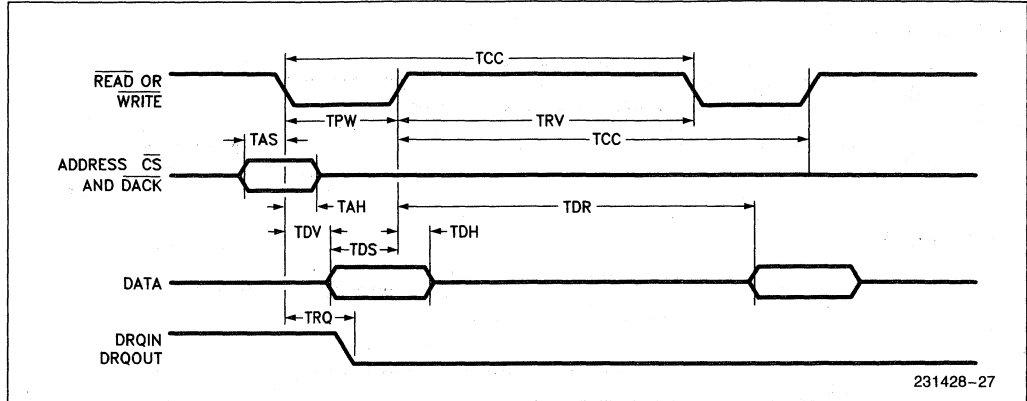 TCC
READ OR
WRITE
TPW
TRV
TAS
TCC
ADDRESS CS
AND DACK
TAH
TDR
TDV
TDH
TDS
DATA
TRQ
DRQIN
DRQOUT
231428-27